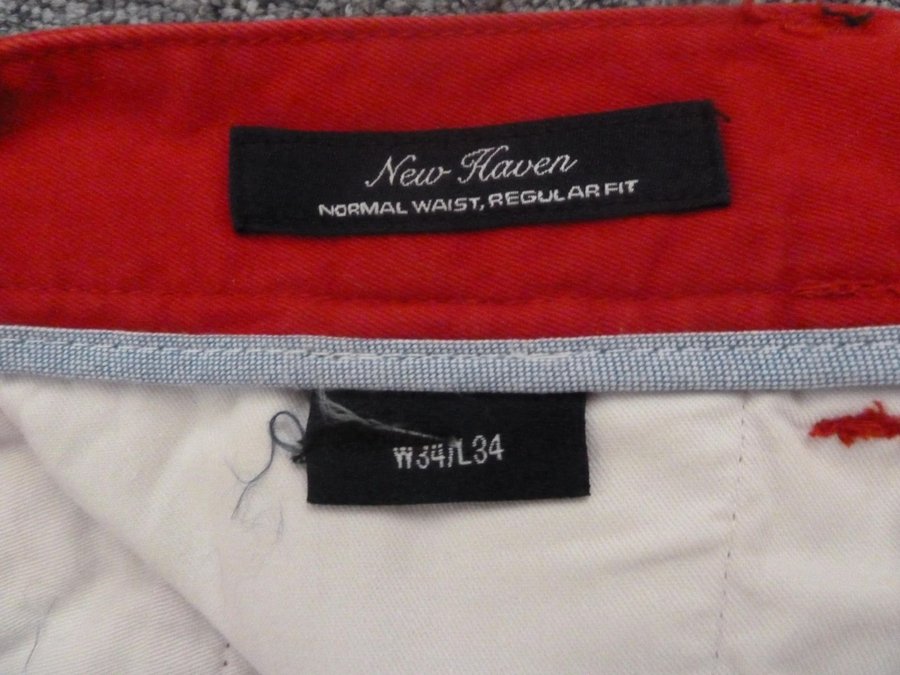 New Haven
NORMAL WAIST, REGULAR FIT
W34/L34